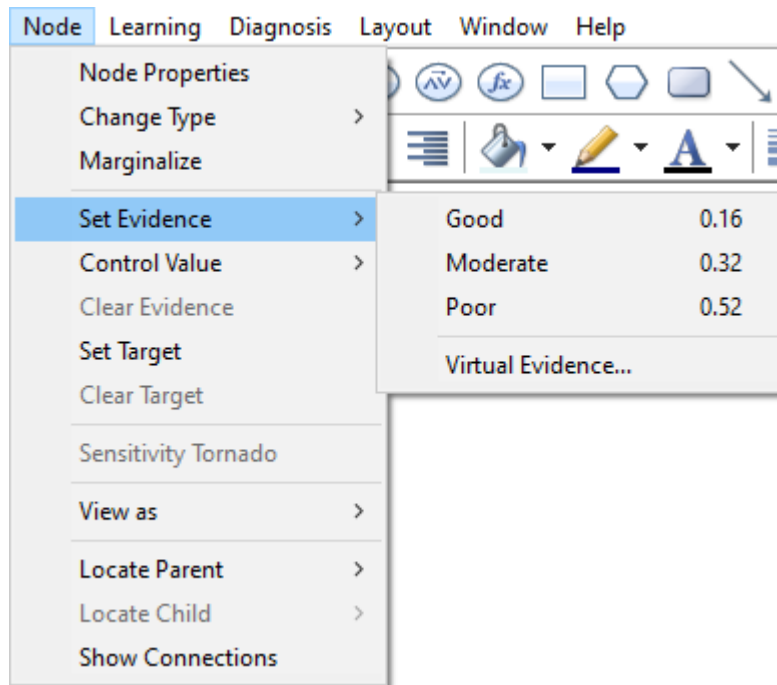 Node Learning Diagnosis Layout Window Help
Node Properties
Change Type
Marginalize
Set Evidence
Control Value
Clear Evidence
Set Target
Clear Target
Sensitivity Tornado
View as
Locate Parent
Locate Child
Show Connections
Good 0.16
Moderate 0.32
Poor 0.52
Virtual Evidence...
fx
A